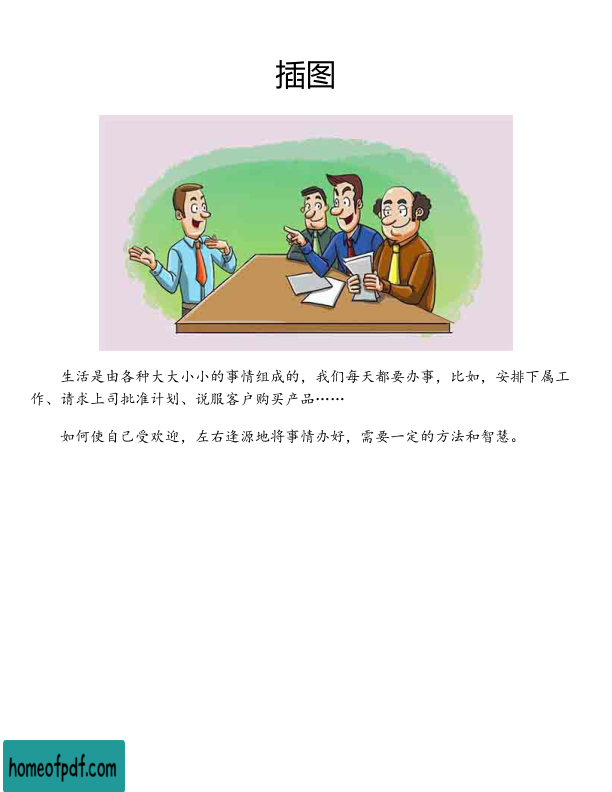 插图
生活是由各种大大小小的事情组成的，我们每天都要办事，比如，安排下属工
作、请求上司批准计划、说服客户购买产品……
如何使自己受欢迎，左右逢源地将事情办好，需要一定的方法和智慧。
homeofpdf.com